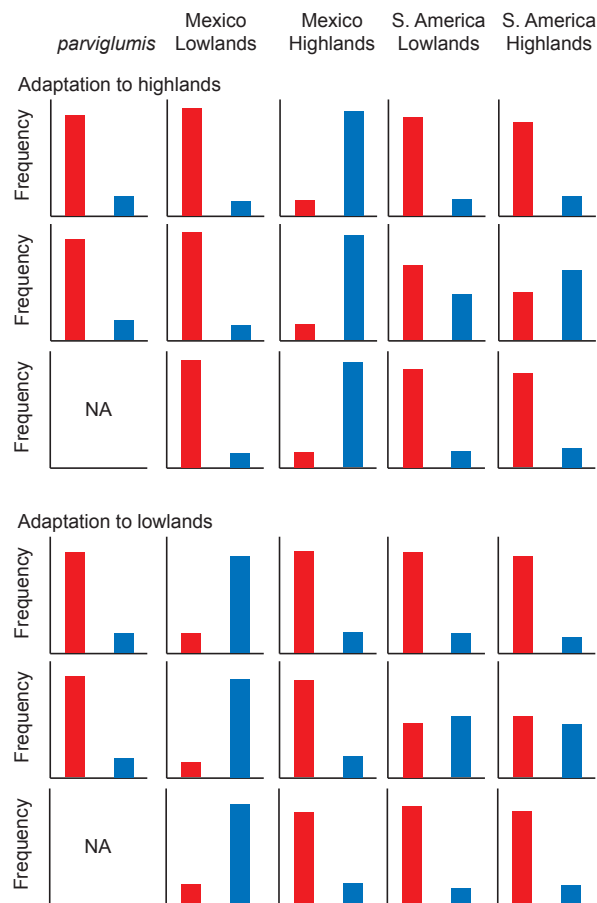 parviglumis
Mexico
Lowlands
Mexico
Highlands
S. America
Lowlands
S. America
Highlands
Adaptation to highlands
Frequency
Frequency
Frequency
NA
Adaptation to lowlands
Frequency
Frequency
Frequency
NA